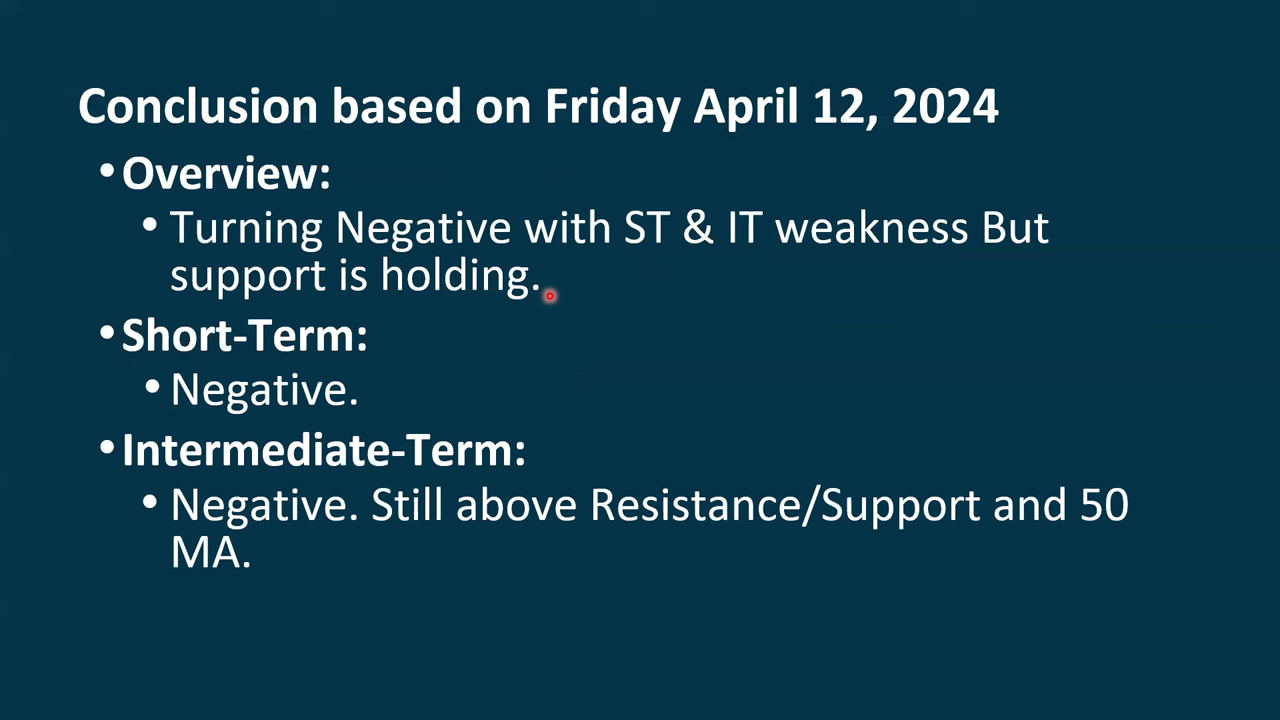 Conclusion based on Friday April 12, 2024
•Overview:
•Turning Negative with ST & IT weakness But
support is holding.
•Short-Term:
•Negative.
•Intermediate-Term:
•Negative. Still above Resistance/Support and 50
MA.